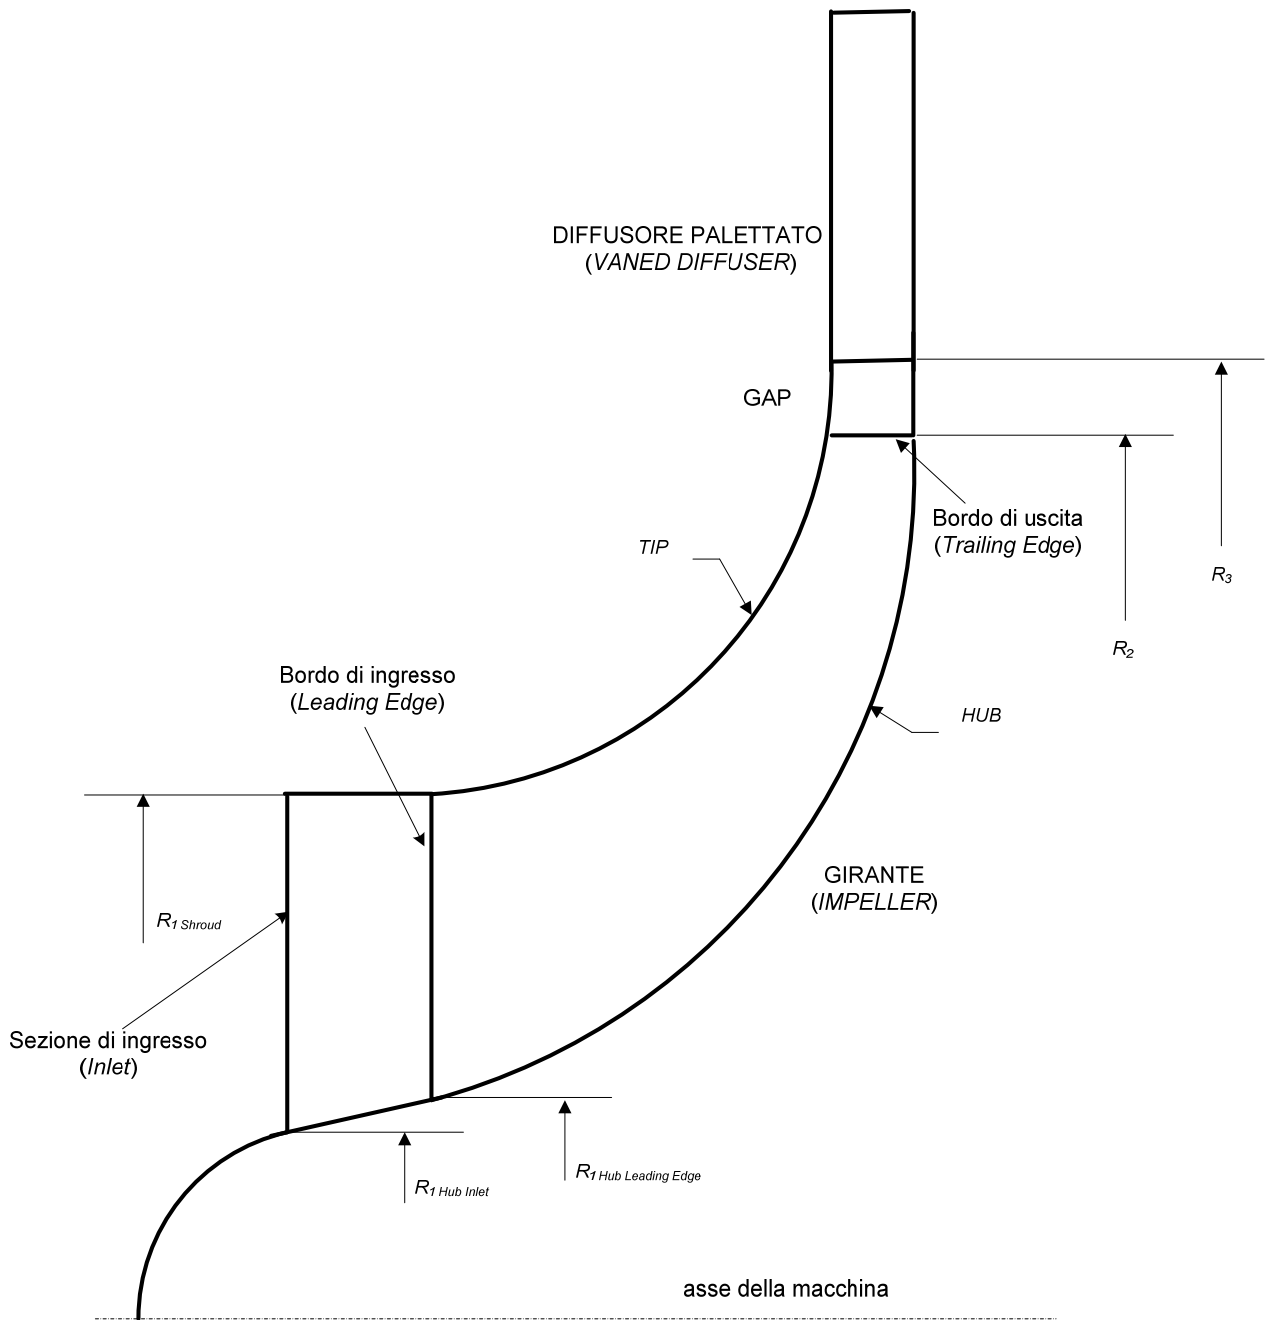 DIFFUSORE PALETTATO
(VANED DIFFUSER)
GAP
Bordo di uscita
(Trailing Edge)
TIP
R3
R2
Bordo di ingresso
(Leading Edge)
HUB
GIRANTE
(IMPELLER)
R1 Shroud
Sezione di ingresso
(Inlet)
R1 Hub Leading Edge
R1 Hub Inlet
asse della macchina